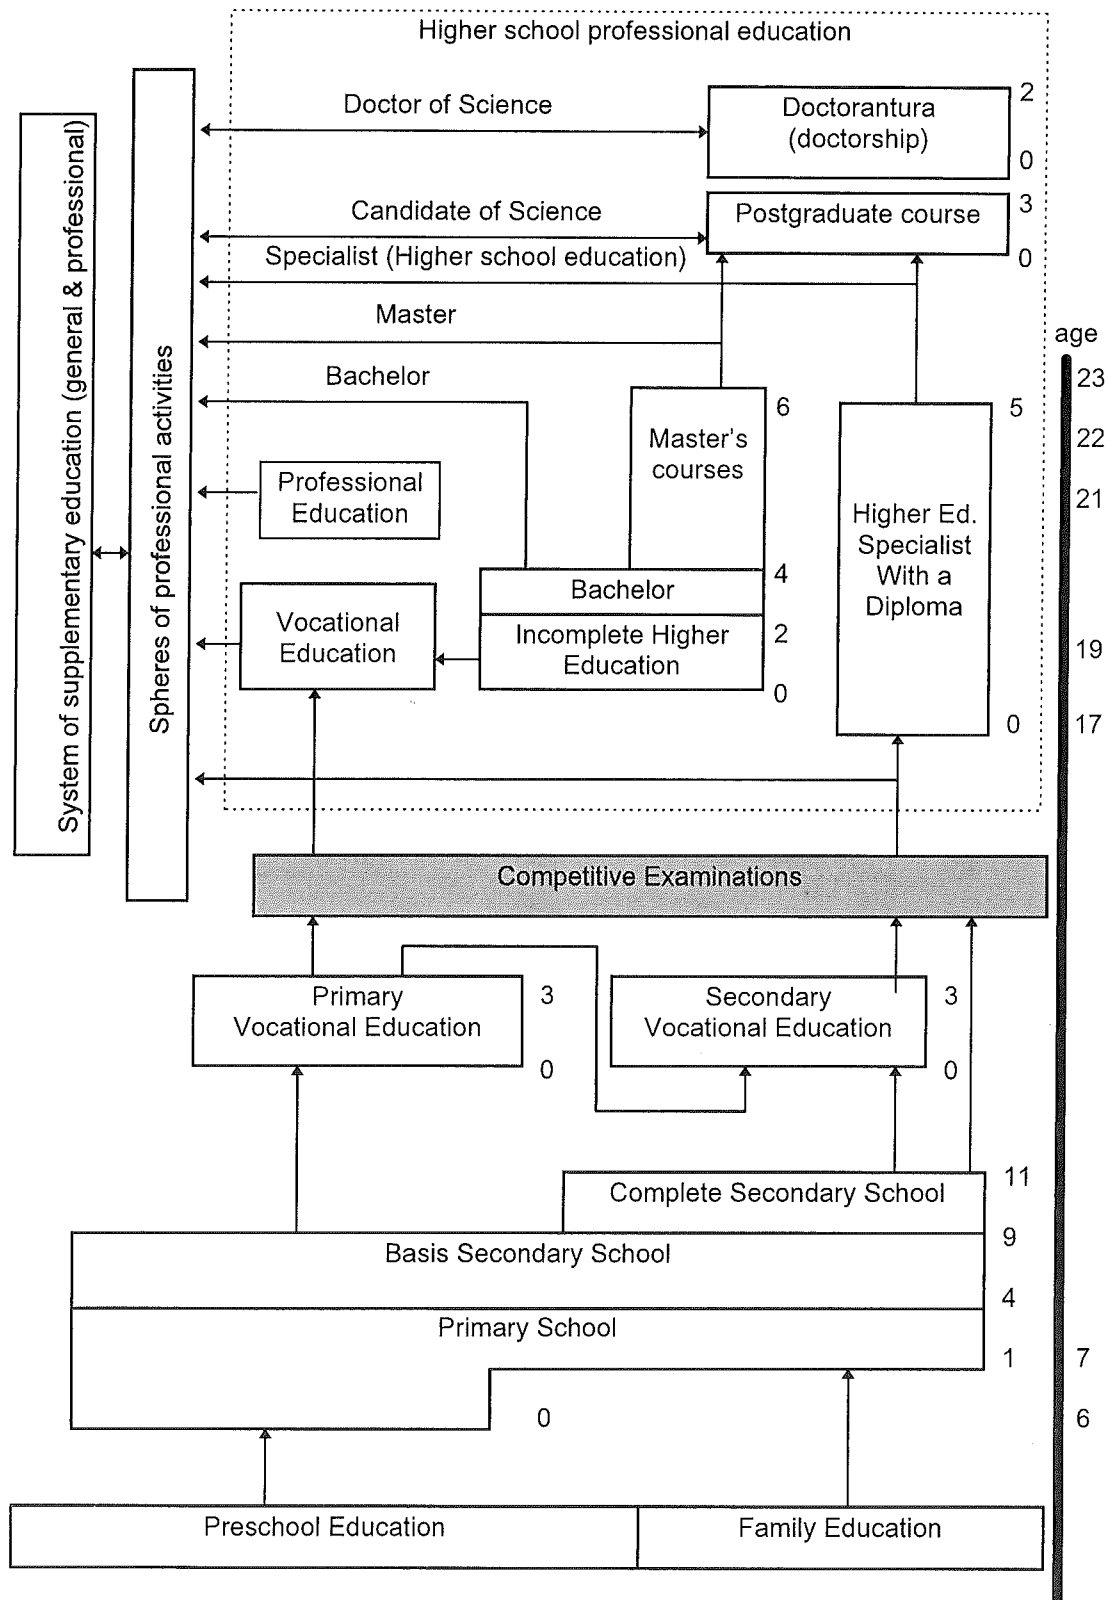 Higher school professional education
Doctor of Science
Doctorantura
(doctorship)
2
0
Candidate of Science
Postgraduate course
3
0
Specialist (Higher school education)
Master
Bachelor
age
23
22
21
19
17
7
6
System of supplementary education (general & professional)
Spheres of professional activities
Professional
Education
Master's
courses
6
5
Higher Ed.
Specialist
With a
Diploma
0
Vocational
Education
Bachelor
4
Incomplete Higher
Education
2
0
Competitive Examinations
Primary
Vocational Education
3
0
Secondary
Vocational Education
3
0
Complete Secondary School
11
Basis Secondary School
9
4
Primary School
1
0
Preschool Education
Family Education